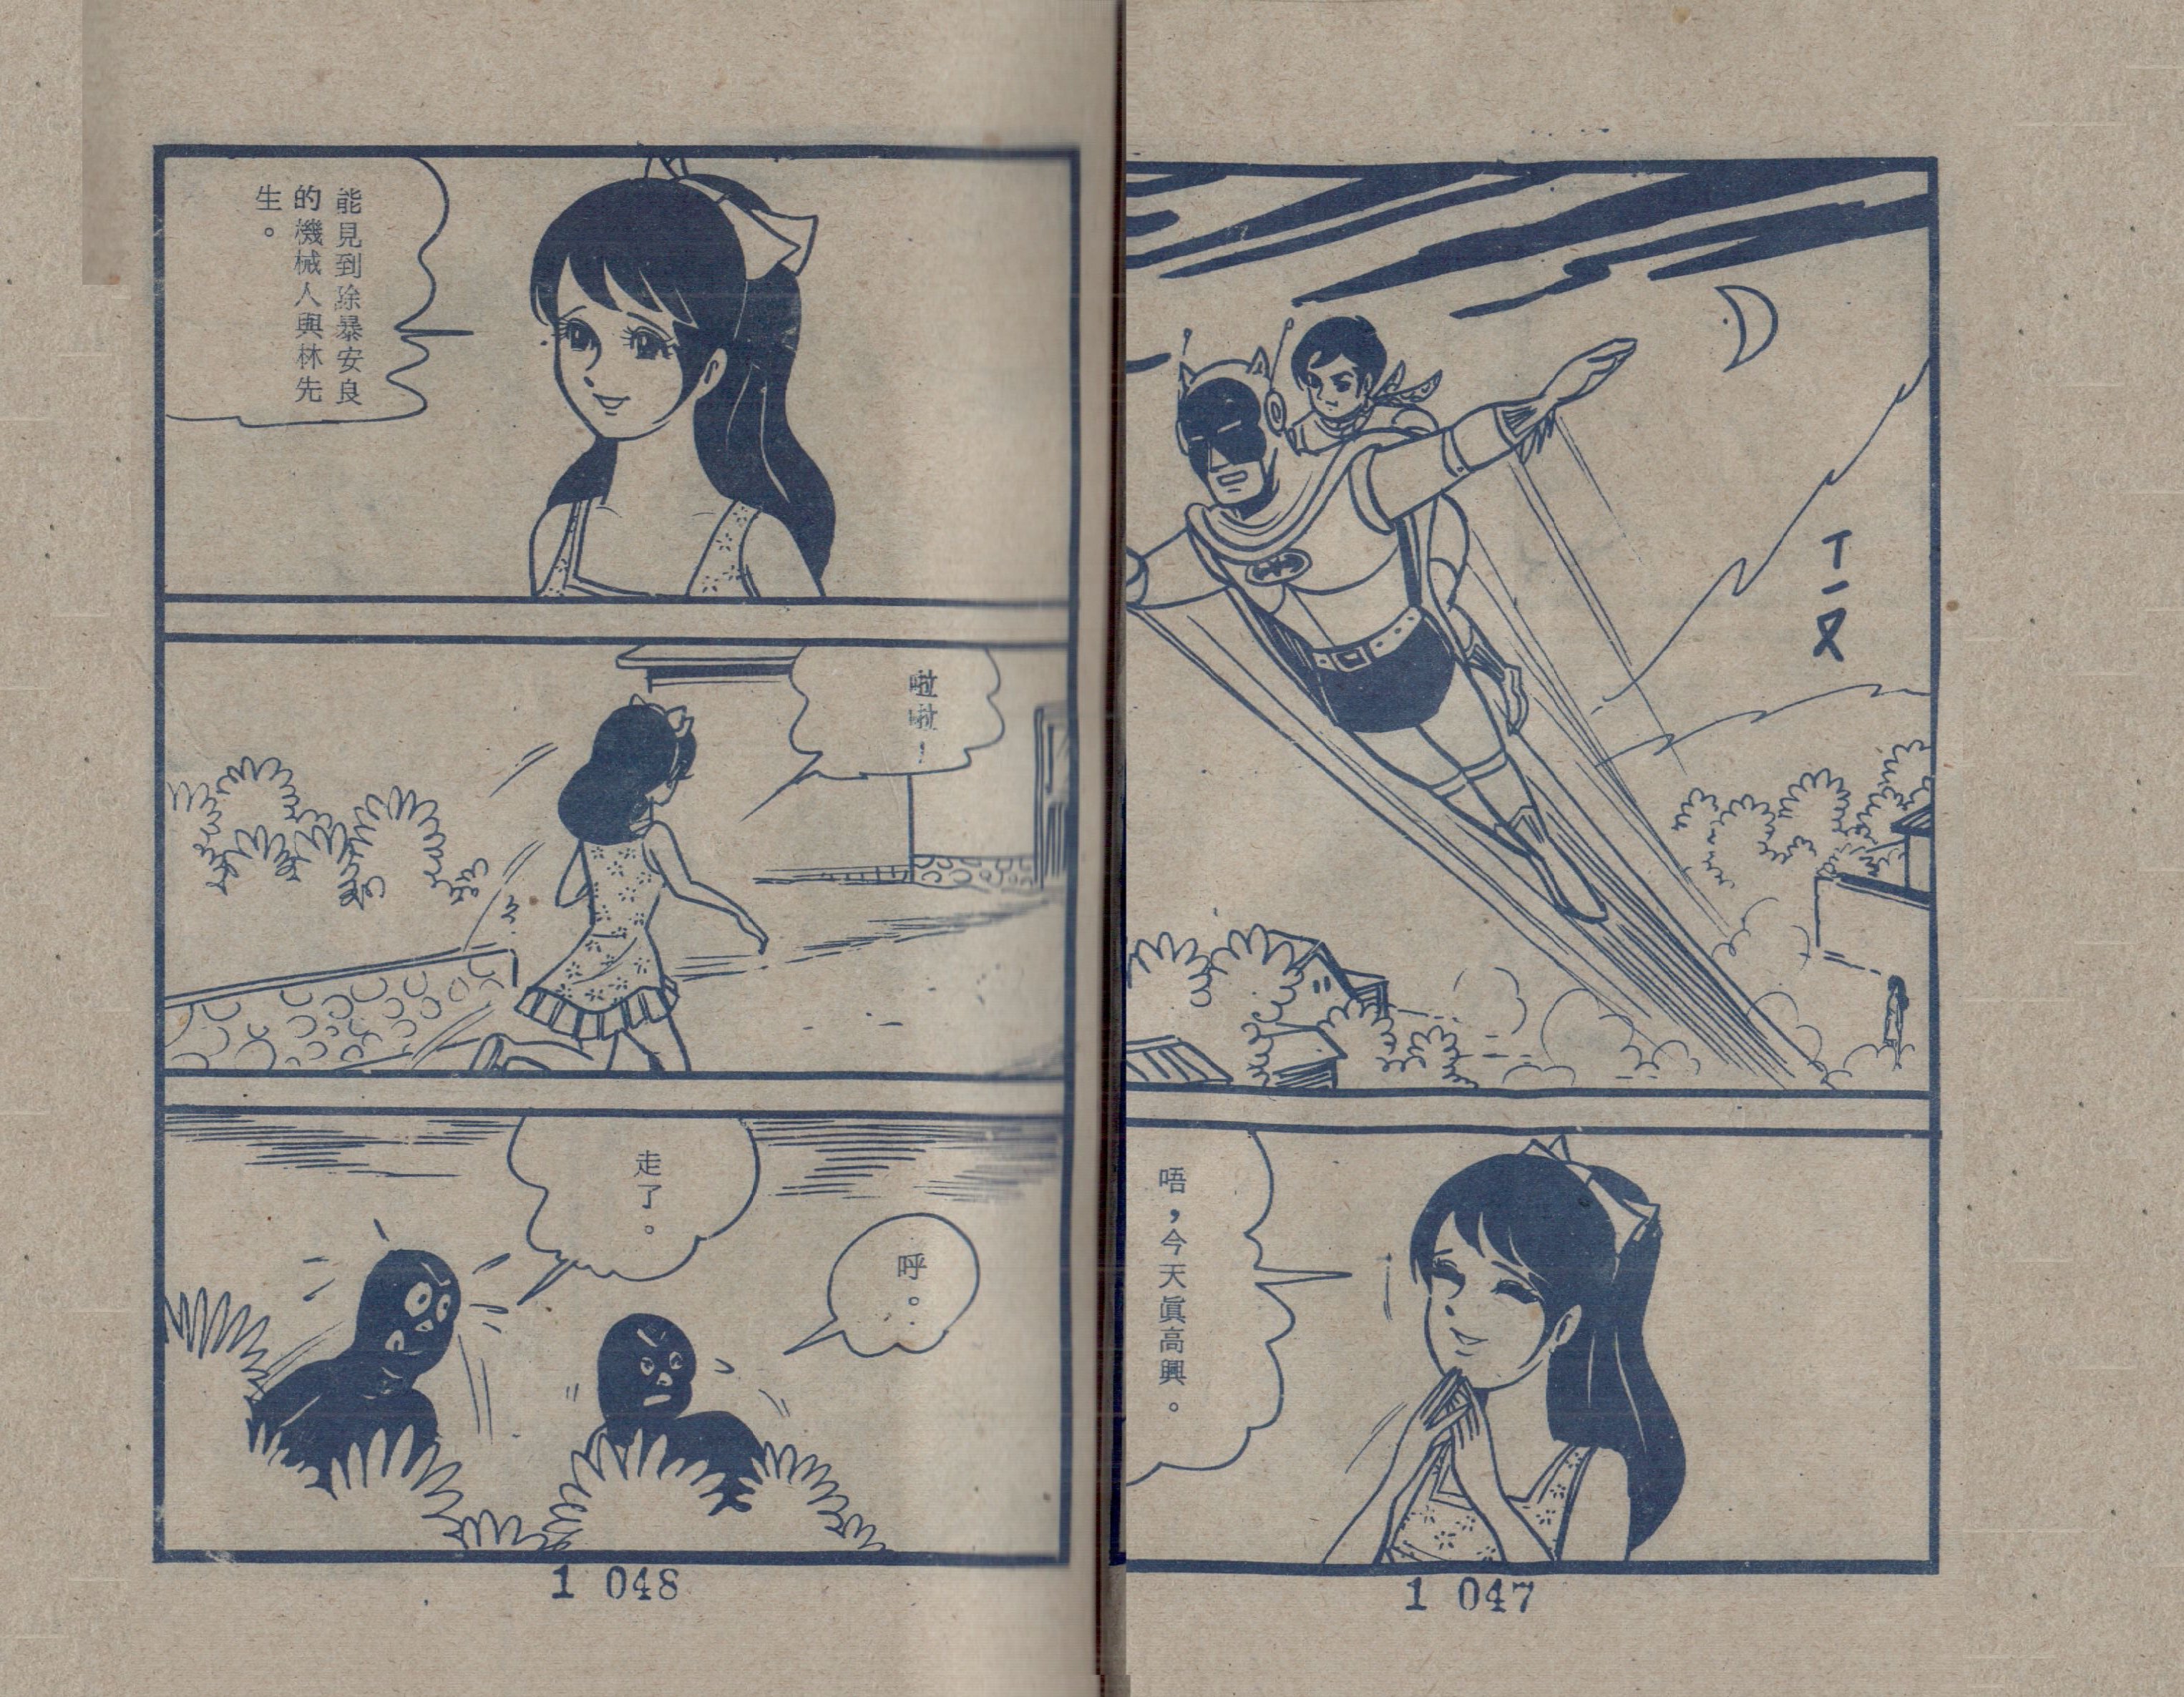 ㄒㄧㄡ
唔，今天眞高興。
1 047
能見到除暴安良
的機械人與林先
生。
啦啦！
走了。
呼。
1 048